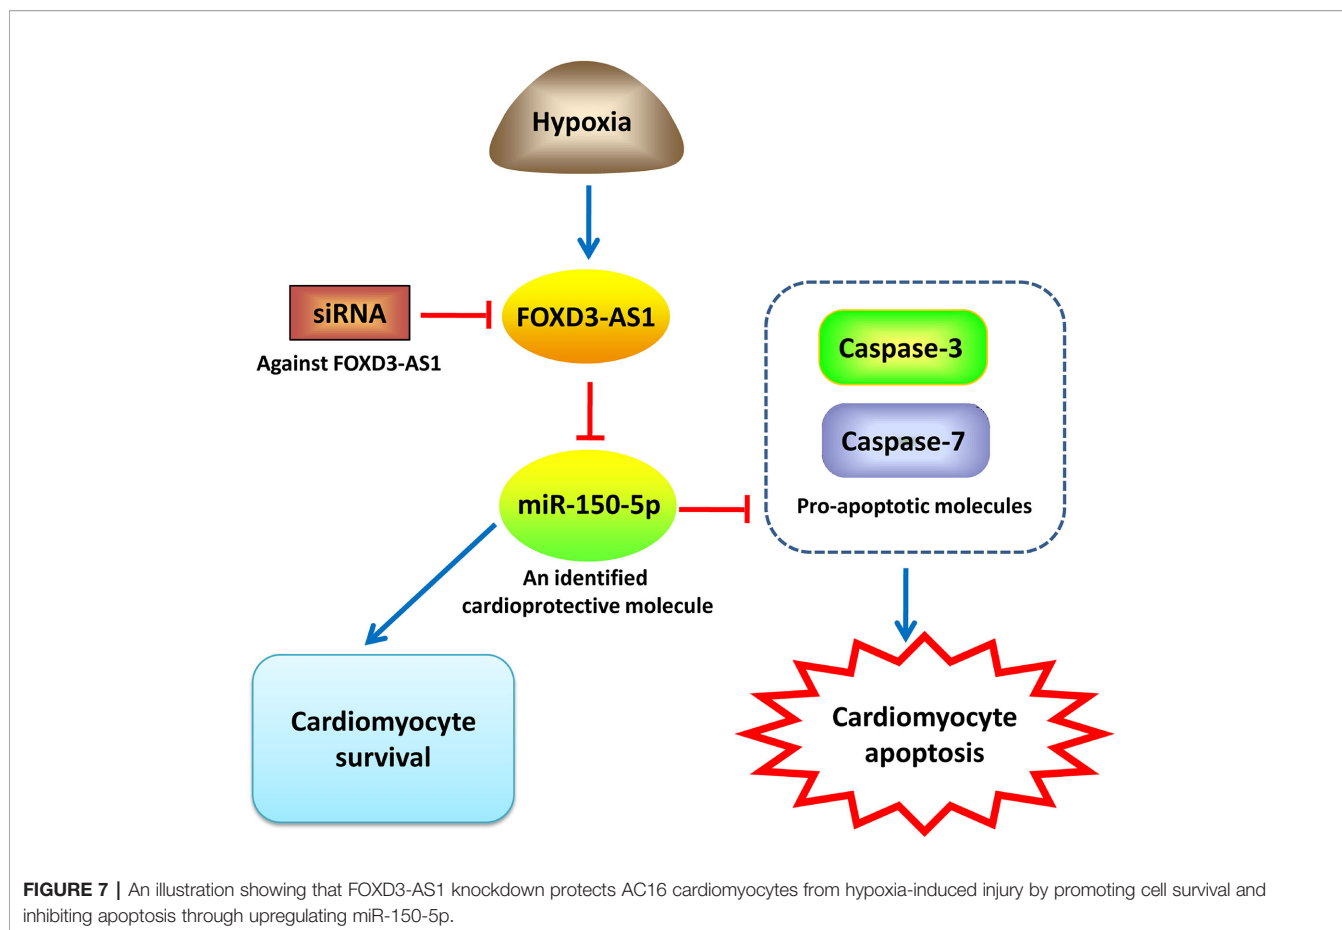 Hypoxia
siRNA
Against FOXD3-AS1
FOXD3-AS1
Caspase-3
Caspase-7
Pro-apoptotic molecules
miR-150-5p
An identified
cardioprotective molecule
Cardiomyocyte
survival
Cardiomyocyte
apoptosis
FIGURE 7 | An illustration showing that FOXD3-AS1 knockdown protects AC16 cardiomyocytes from hypoxia-induced injury by promoting cell survival and
inhibiting apoptosis through upregulating miR-150-5p.